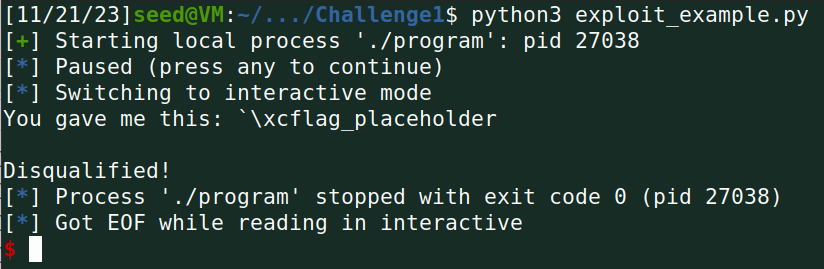 [11/21/23]seed@VM:~/.../Challenge1$ python3 exploit_example.py
[+] Starting local process './program': pid 27038
[*] Paused (press any to continue)
[*] Switching to interactive mode
You gave me this: `\xcflag_placeholder

Disqualified!
[*] Process './program' stopped with exit code 0 (pid 27038)
[*] Got EOF while reading in interactive
$